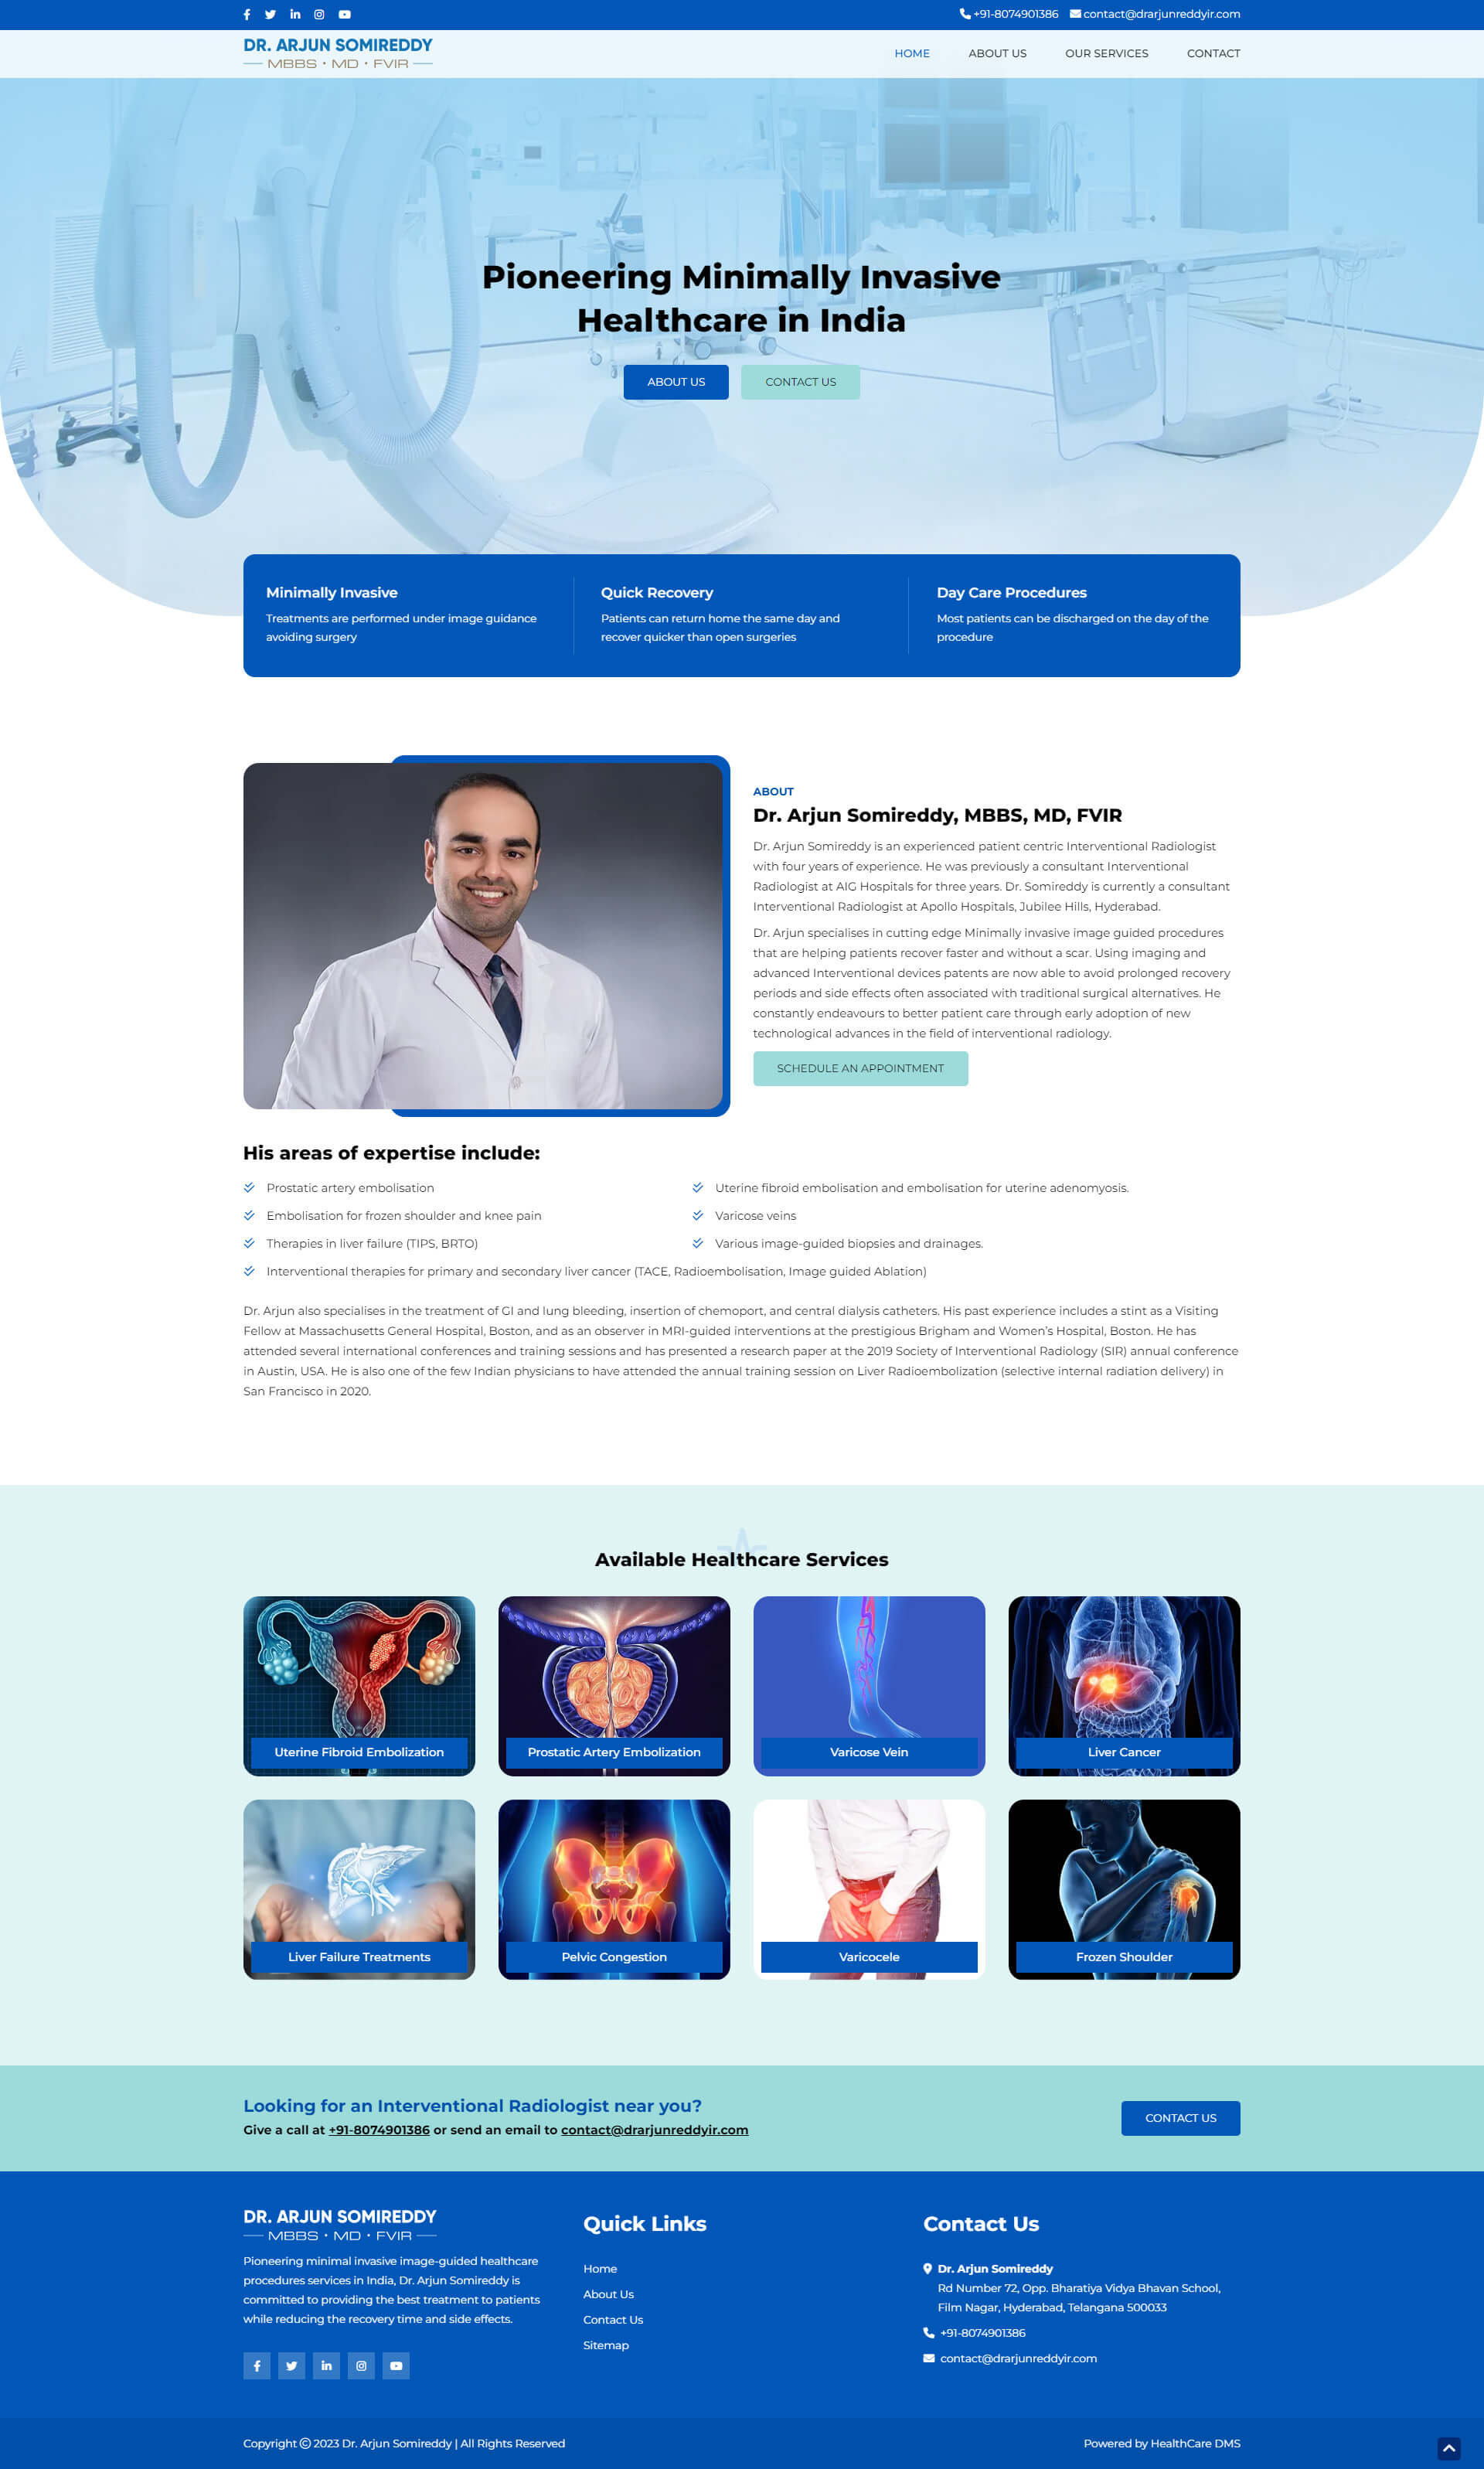 +91-8074901386 contact@drarjunreddyir.com
DR. ARJUN SOMIREDDY
MBBS • MD • FVIR
HOME ABOUT US OUR SERVICES CONTACT
Pioneering Minimally Invasive
Healthcare in India
ABOUT US CONTACT US
Minimally Invasive
Treatments are performed under image guidance
avoiding surgery
Quick Recovery
Patients can return home the same day and
recover quicker than open surgeries
Day Care Procedures
Most patients can be discharged on the day of the
procedure
ABOUT
Dr. Arjun Somireddy, MBBS, MD, FVIR
Dr. Arjun Somireddy is an experienced patient centric Interventional Radiologist
with four years of experience. He was previously a consultant Interventional
Radiologist at AIG Hospitals for three years. Dr. Somireddy is currently a consultant
Interventional Radiologist at Apollo Hospitals, Jubilee Hills, Hyderabad.
Dr. Arjun specialises in cutting edge Minimally invasive image guided procedures
that are helping patients recover faster and without a scar. Using imaging and
advanced Interventional devices patents are now able to avoid prolonged recovery
periods and side effects often associated with traditional surgical alternatives. He
constantly endeavours to better patient care through early adoption of new
technological advances in the field of interventional radiology.
SCHEDULE AN APPOINTMENT
His areas of expertise include:
Prostatic artery embolisation
Uterine fibroid embolisation and embolisation for uterine adenomyosis.
Embolisation for frozen shoulder and knee pain
Varicose veins
Therapies in liver failure (TIPS, BRTO)
Various image-guided biopsies and drainages.
Interventional therapies for primary and secondary liver cancer (TACE, Radioembolisation, Image guided Ablation)
Dr. Arjun also specialises in the treatment of GI and lung bleeding, insertion of chemoport, and central dialysis catheters. His past experience includes a stint as a Visiting
Fellow at Massachusetts General Hospital, Boston, and as an observer in MRI-guided interventions at the prestigious Brigham and Women's Hospital, Boston. He has
attended several international conferences and training sessions and has presented a research paper at the 2019 Society of Interventional Radiology (SIR) annual conference
in Austin, USA. He is also one of the few Indian physicians to have attended the annual training session on Liver Radioembolization (selective internal radiation delivery) in
San Francisco in 2020.
Available Healthcare Services
Uterine Fibroid Embolization
Prostatic Artery Embolization
Varicose Vein
Liver Cancer
Liver Failure Treatments
Pelvic Congestion
Varicocele
Frozen Shoulder
Looking for an Interventional Radiologist near you?
Give a call at +91-8074901386 or send an email to contact@drarjunreddyir.com
CONTACT US
DR. ARJUN SOMIREDDY
MBBS • MD • FVIR
Pioneering minimal invasive image-guided healthcare
procedures services in India, Dr. Arjun Somireddy is
committed to providing the best treatment to patients
while reducing the recovery time and side effects.
Quick Links
Home
About Us
Contact Us
Sitemap
Contact Us
Dr. Arjun Somireddy
Rd Number 72, Opp. Bharatiya Vidya Bhavan School,
Film Nagar, Hyderabad, Telangana 500033
+91-8074901386
contact@drarjunreddyir.com
Copyright © 2023 Dr. Arjun Somireddy | All Rights Reserved
Powered by HealthCare DMS